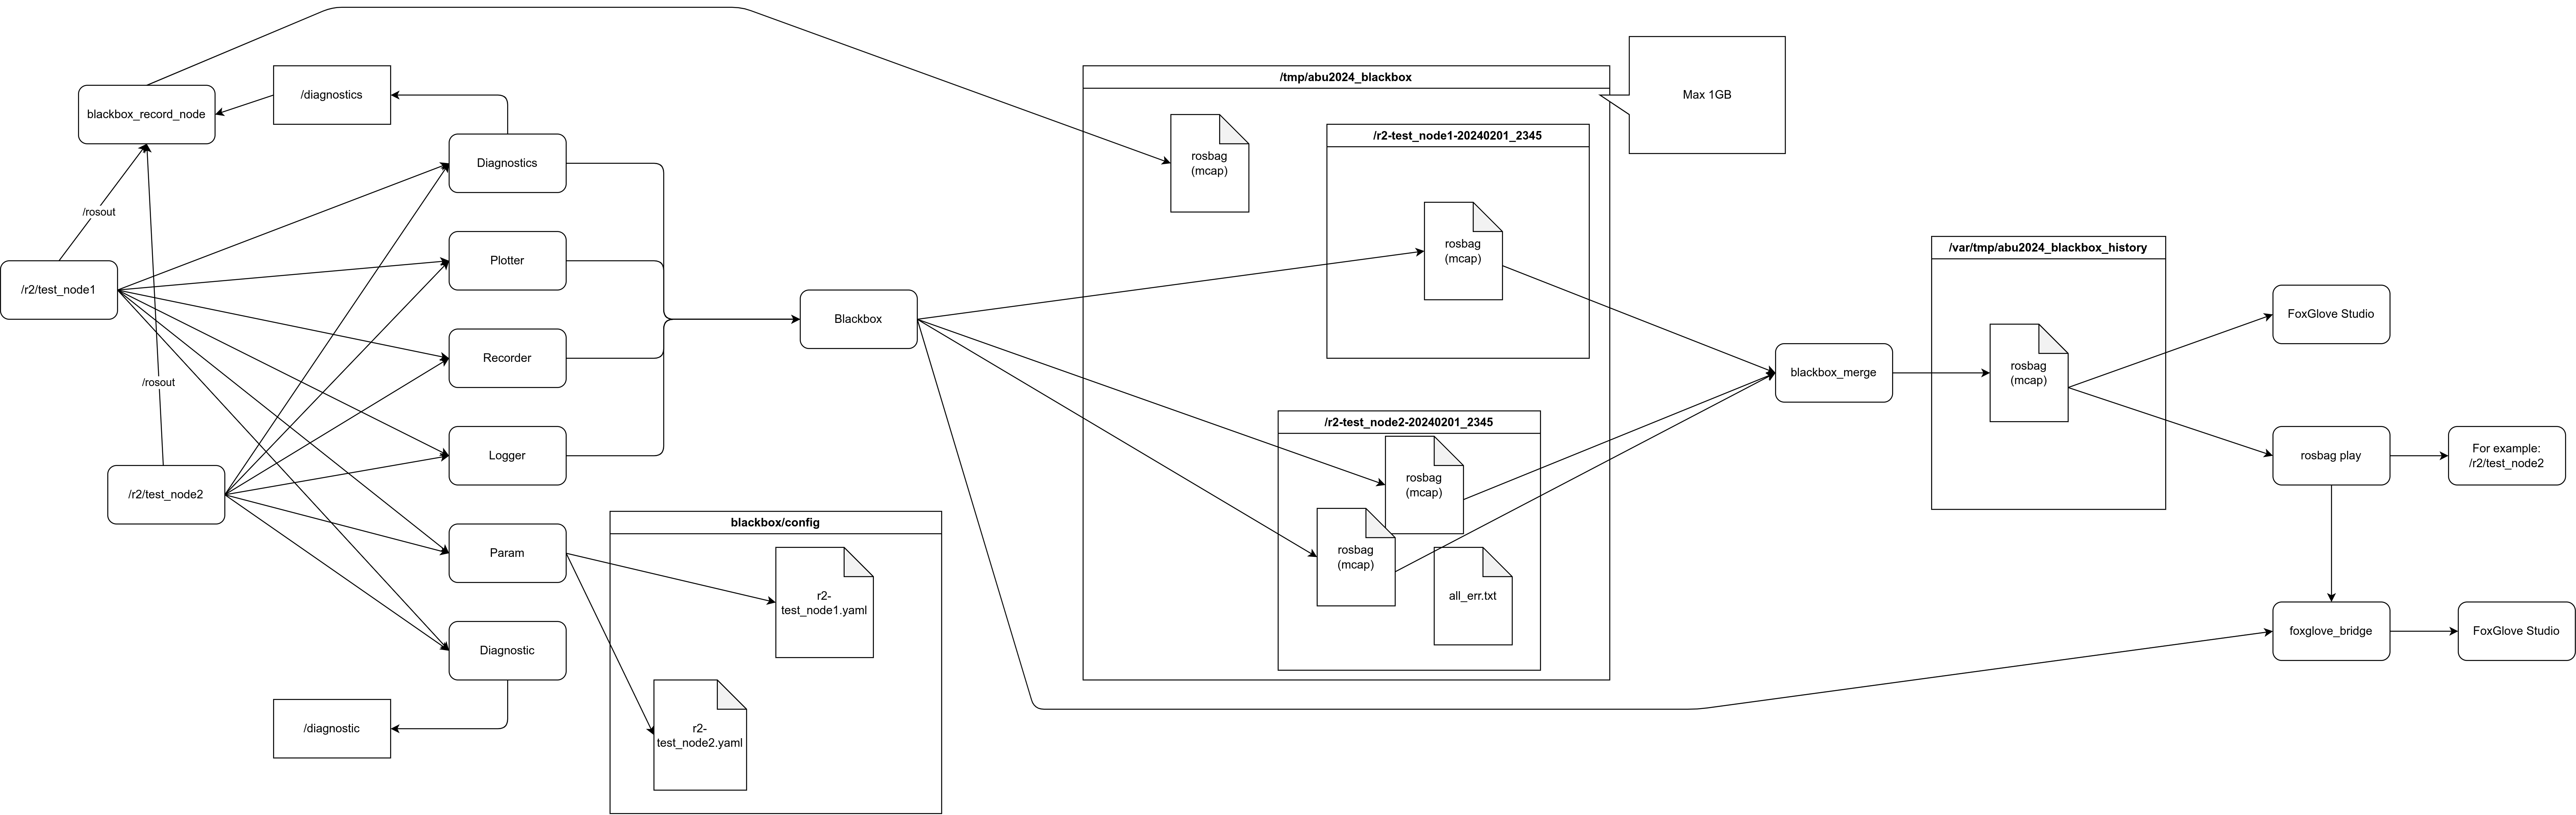 /tmp/abu2024_blackbox
Max 1GB
/diagnostics
blackbox_record_node
/r2-test_node1-20240201_2345
rosbag
(mcap)
Diagnostics
/rosout
rosbag
(mcap)
/var/tmp/abu2024_blackbox_history
Plotter
/r2/test_node1
FoxGlove Studio
Blackbox
Recorder
rosbag
(mcap)
blackbox_merge
/rosout
/r2-test_node2-20240201_2345
Logger
rosbag play
For example:
/r2/test_node2
rosbag
(mcap)
/r2/test_node2
blackbox/config
Param
rosbag
(mcap)
r2-
test_node1.yaml
all_err.txt
Diagnostic
foxglove_bridge
FoxGlove Studio
/diagnostic
r2-
test_node2.yaml